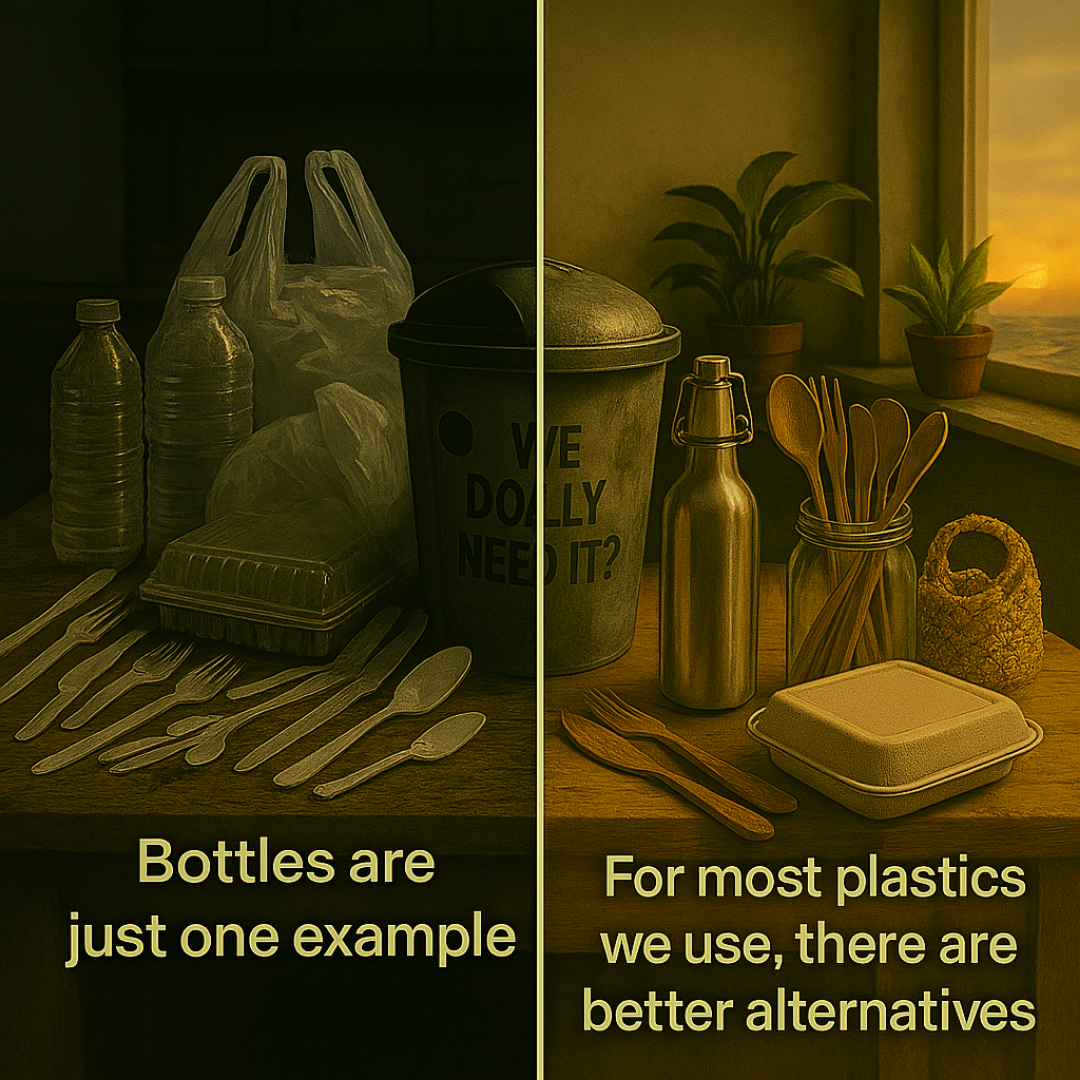 WE
DOALLY
NEED IT?
Bottles are
just one example
For most plastics
we use, there are
better alternatives